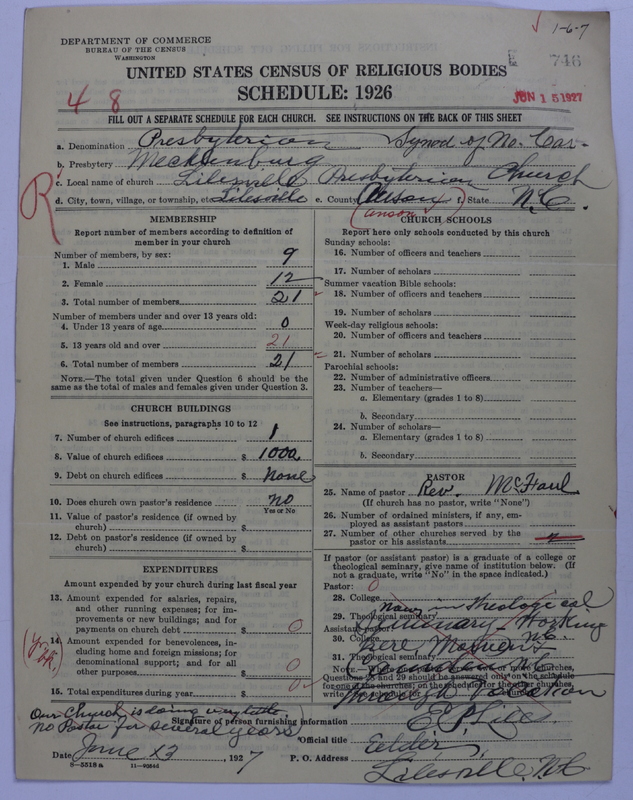 √ 1-6-7
DEPARTMENT OF COMMERCE
BUREAU OF THE CENSUS
WASHINGTON
746
UNITED STATES CENSUS OF RELIGIOUS BODIES
SCHEDULE: 1926
4 8
JUN 15 1927
FILL OUT A SEPARATE SCHEDULE FOR EACH CHURCH. SEE INSTRUCTIONS ON THE BACK OF THIS SHEET
a. Denomination Presbyterian Synod of No. Car-
b. Presbytery Mecklenburg
c. Local name of church Lilesville Presbyterian Church
d. City, town, village, or township, etc. Lilesville e. County Anson f. State N.C.
(anson)
R
MEMBERSHIP
Report number of members according to definition of
member in your church
Number of members, by sex:
1. Male 9
2. Female 12
3. Total number of members 21
Number of members under and over 13 years old:
4. Under 13 years of age 0
5. 13 years old and over 21
6. Total number of members 21
NOTE.—The total given under Question 6 should be the
same as the total of males and females given under Question 3.
CHURCH BUILDINGS
See instructions, paragraphs 10 to 12
7. Number of church edifices 1
8. Value of church edifices $ 1000
9. Debt on church edifices $ None
10. Does church own pastor's residence no
Yes or No
11. Value of pastor's residence (if owned by
church) $
12. Debt on pastor's residence (if owned by
church) $
EXPENDITURES
Amount expended by your church during last fiscal year
13. Amount expended for salaries, repairs,
and other running expenses; for im-
provements or new buildings; and for
payments on church debt $ 0
14. Amount expended for benevolences, in-
cluding home and foreign missions; for
denominational support; and for all
other purposes $ 0
15. Total expenditures during year $ 0
CHURCH SCHOOLS
Report here only schools conducted by this church
Sunday schools:
16. Number of officers and teachers
17. Number of scholars
Summer vacation Bible schools:
18. Number of officers and teachers
19. Number of scholars
Week-day religious schools:
20. Number of officers and teachers
21. Number of scholars
Parochial schools:
22. Number of administrative officers
23. Number of teachers—
a. Elementary (grades 1 to 8)
b. Secondary
24. Number of scholars—
a. Elementary (grades 1 to 8)
b. Secondary
PASTOR
25. Name of pastor Rev. McFaul
(If church has no pastor, write "None")
26. Number of ordained ministers, if any, em-
ployed as assistant pastors
27. Number of other churches served by the
pastor or his assistants
If pastor (or assistant pastor) is a graduate of a college or
theological seminary, give name of institution below. (If
not a graduate, write "No" in the space indicated.)
Pastor: 0
28. College
now in Theological
29. Theological seminary
Seminary
Assistant pastor:
30. College
N.C.
31. Theological seminary
Vacation
Our Church is doing very little
no Pastor for several years
Signature of person furnishing information E. P. Liles
Official title Elder
Date June 13, 1927
P. O. Address Lilesville N.C.
8—5518a 11—9264d